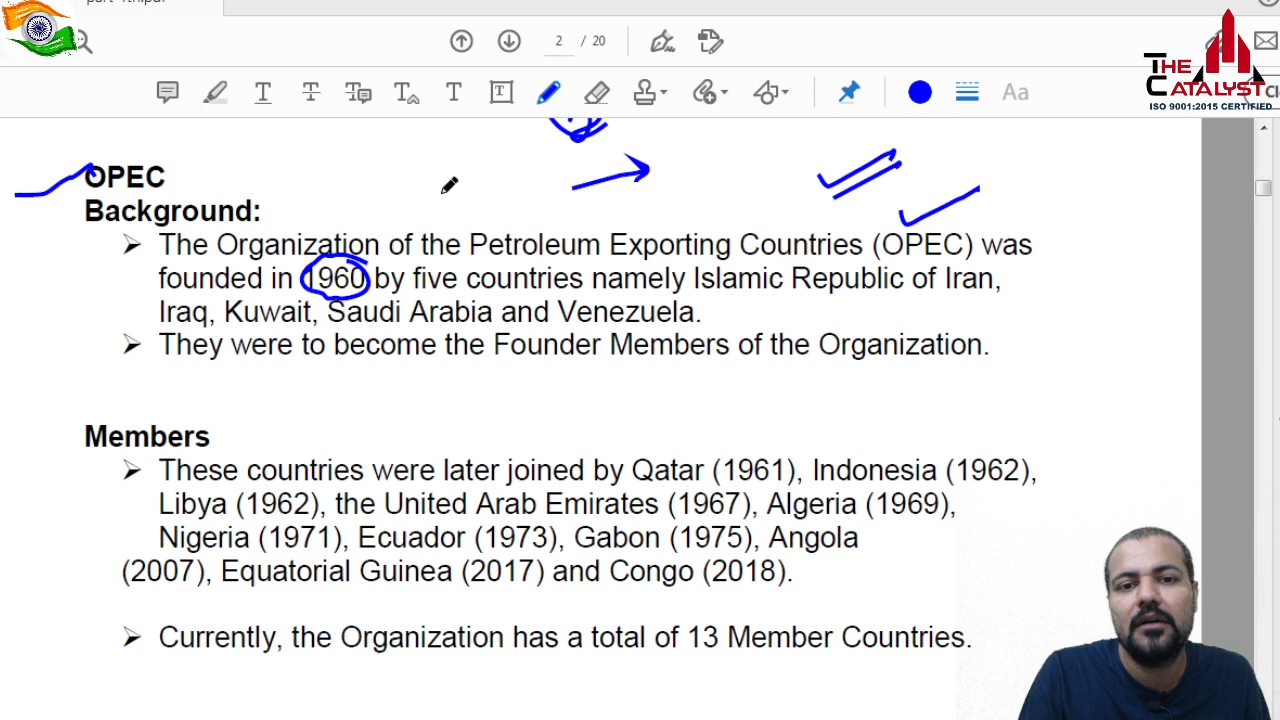 2 / 20
THE
CATALYST
ISO 9001:2015 CERTIFIED
T T T T T Aa
OPEC
Background:
➢ The Organization of the Petroleum Exporting Countries (OPEC) was
founded in 1960 by five countries namely Islamic Republic of Iran,
Iraq, Kuwait, Saudi Arabia and Venezuela.
➢ They were to become the Founder Members of the Organization.
Members
➢ These countries were later joined by Qatar (1961), Indonesia (1962),
Libya (1962), the United Arab Emirates (1967), Algeria (1969),
Nigeria (1971), Ecuador (1973), Gabon (1975), Angola
(2007), Equatorial Guinea (2017) and Congo (2018).
➢ Currently, the Organization has a total of 13 Member Countries.